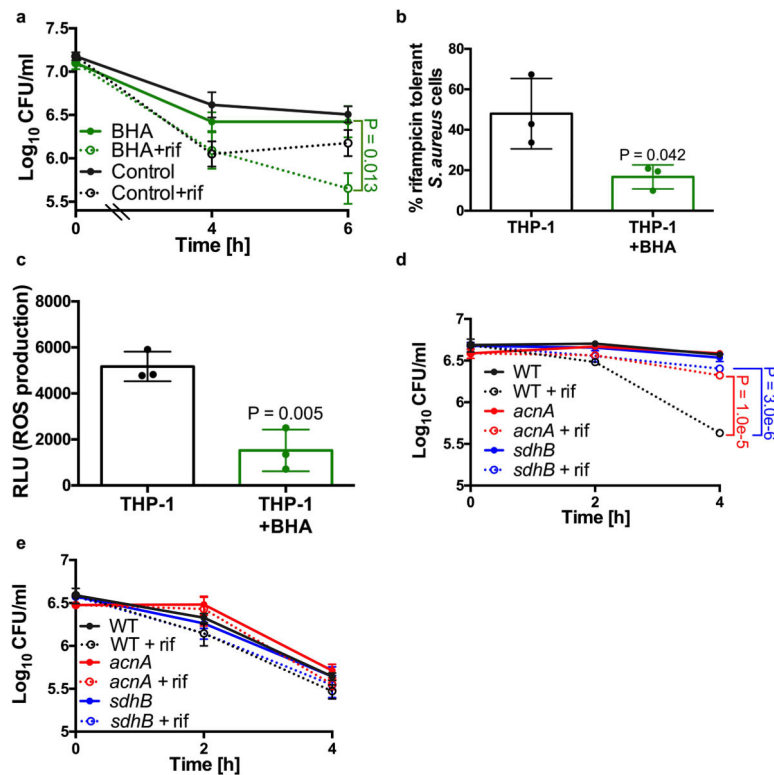 a
Log10 CFU/ml
7.5
7.0
6.5
6.0
5.5
BHA
BHA+rif
Control
Control+rif
P = 0.013
0
4
6
Time [h]
b
% rifampicin tolerant
S. aureus cells
80
60
40
20
0
P = 0.042
THP-1
THP-1
+BHA
c
RLU (ROS production)
8000
6000
4000
2000
0
P = 0.005
THP-1
THP-1
+BHA
d
Log10 CFU/ml
7
6.5
6
5.5
5
WT
WT + rif
acnA
acnA + rif
sdhB
sdhB + rif
P = 1.0e-5
P = 3.0e-6
0
2
4
Time [h]
e
Log10 CFU/ml
7
6.5
6
5.5
5
WT
WT + rif
acnA
acnA + rif
sdhB
sdhB + rif
0
2
4
Time [h]